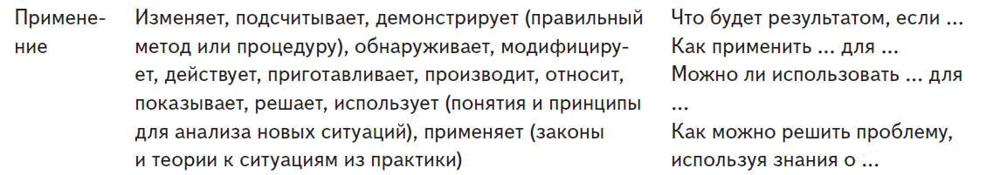 Примене-
ние
Изменяет, подсчитывает, демонстрирует (правильный
метод или процедуру), обнаруживает, модифициру-
ет, действует, приготавливает, производит, относит,
показывает, решает, использует (понятия и принципы
для анализа новых ситуаций), применяет (законы
и теории к ситуациям из практики)
Что будет результатом, если ...
Как применить ... для ...
Можно ли использовать ... для
...
Как можно решить проблему,
используя знания о ...